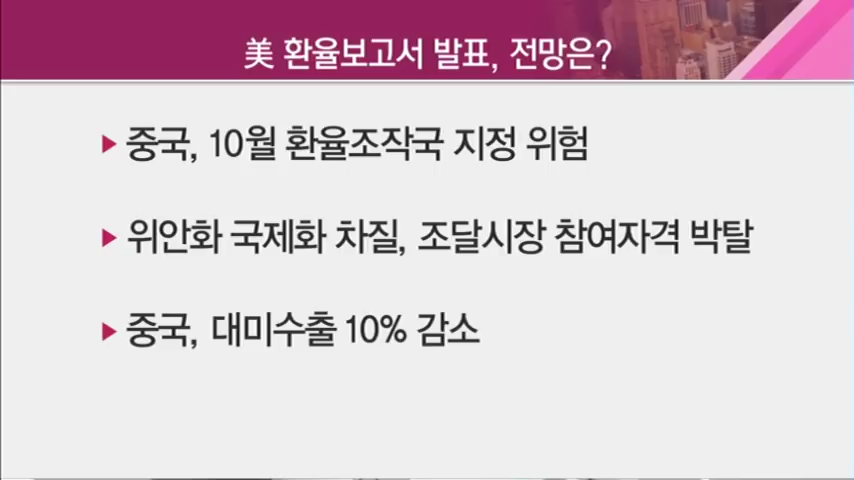 美 환율보고서 발표, 전망은?
▶ 중국, 10월 환율조작국 지정 위험
▶ 위안화 국제화 차질, 조달시장 참여자격 박탈
▶ 중국, 대미수출 10% 감소